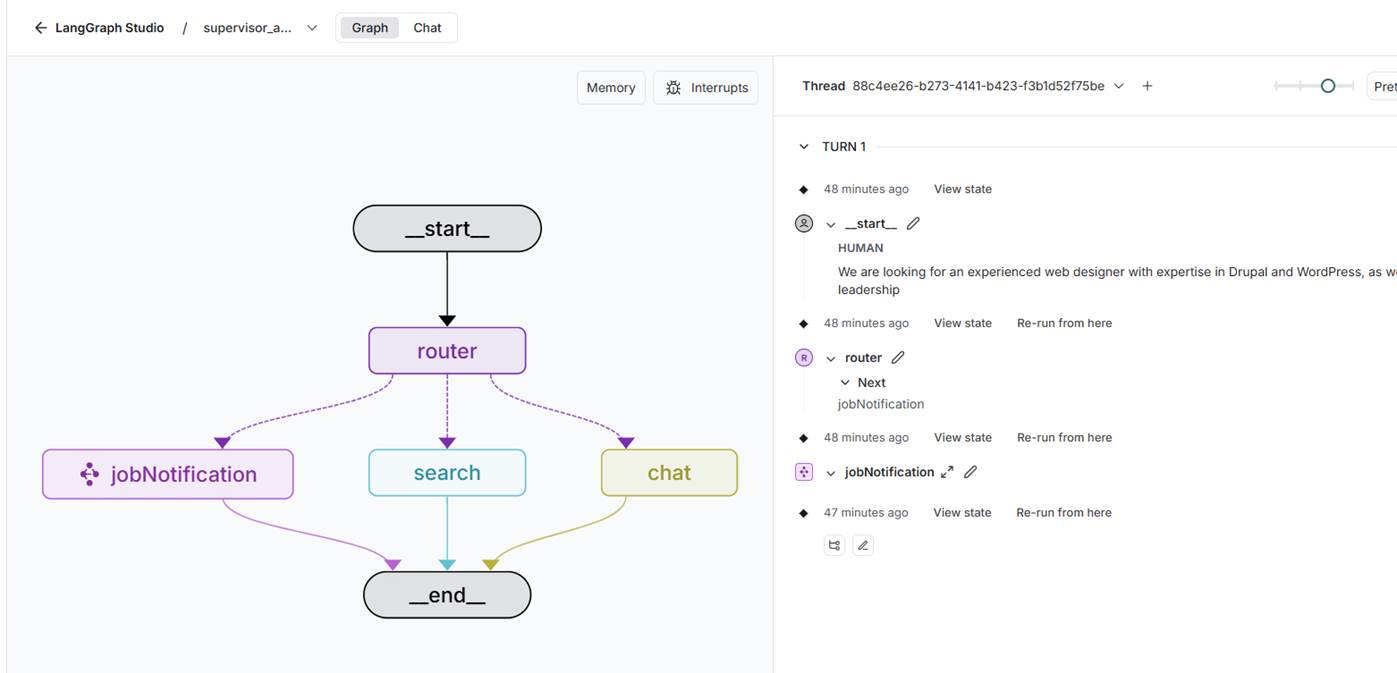 LangGraph Studio / supervisor_a... Graph Chat
Memory Interrupts
__start__
router
jobNotification search chat
__end__
Thread 88c4ee26-b273-4141-b423-f3b1d52f75be + Pret
TURN 1
48 minutes ago View state
__start__
HUMAN
We are looking for an experienced web designer with expertise in Drupal and WordPress, as we
leadership
48 minutes ago View state Re-run from here
R router
Next
jobNotification
48 minutes ago View state Re-run from here
jobNotification
47 minutes ago View state Re-run from here